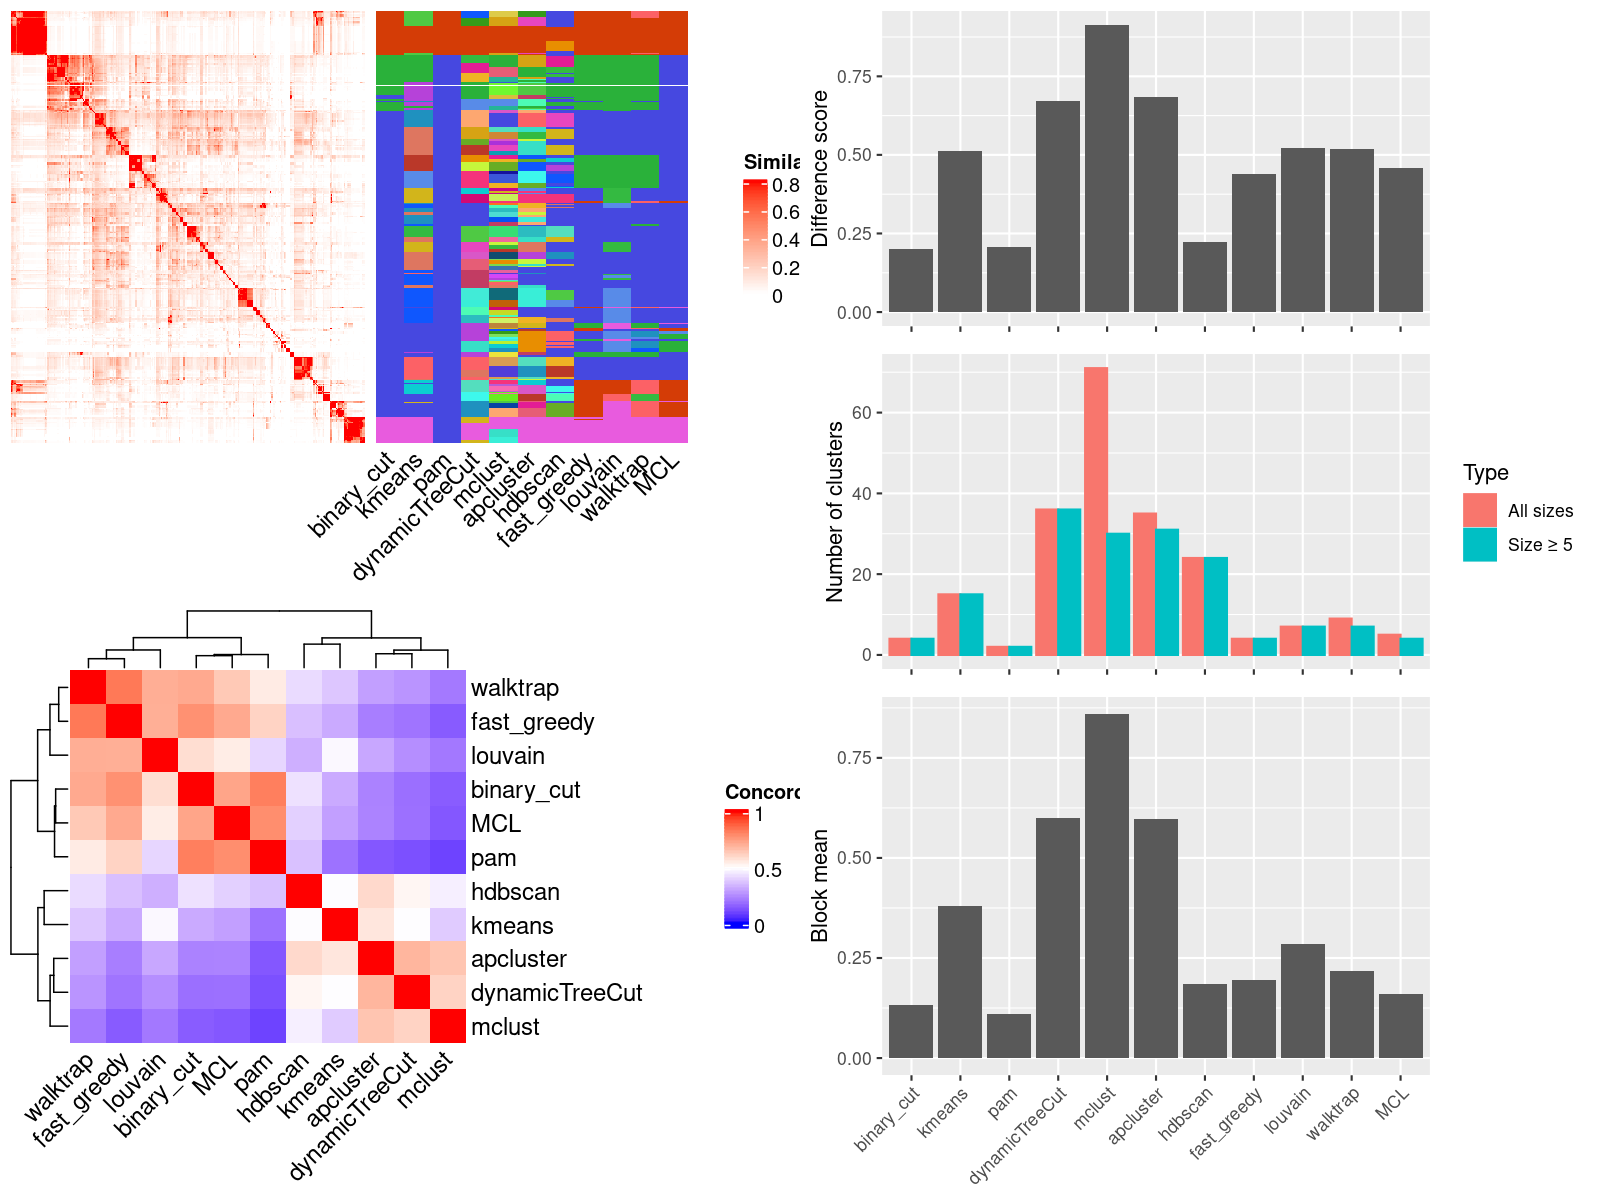 Simila
0.8
0.6
0.4
0.2
0
binary_cut
kmeans
pam
dynamicTreeCut
mclust
apcluster
hdbscan
fast_greedy
louvain
walktrap
MCL
walktrap
fast_greedy
louvain
binary_cut
MCL
pam
hdbscan
kmeans
apcluster
dynamicTreeCut
mclust
walktrap
fast_greedy
louvain
binary_cut
MCL
pam
hdbscan
kmeans
apcluster
dynamicTreeCut
mclust
Concord
1
0.5
0
Difference score
0.75
0.50
0.25
0.00
Number of clusters
60
40
20
0
Type
All sizes
Size ≥ 5
Block mean
0.75
0.50
0.25
0.00
binary_cut
kmeans
pam
dynamicTreeCut
mclust
apcluster
hdbscan
fast_greedy
louvain
walktrap
MCL